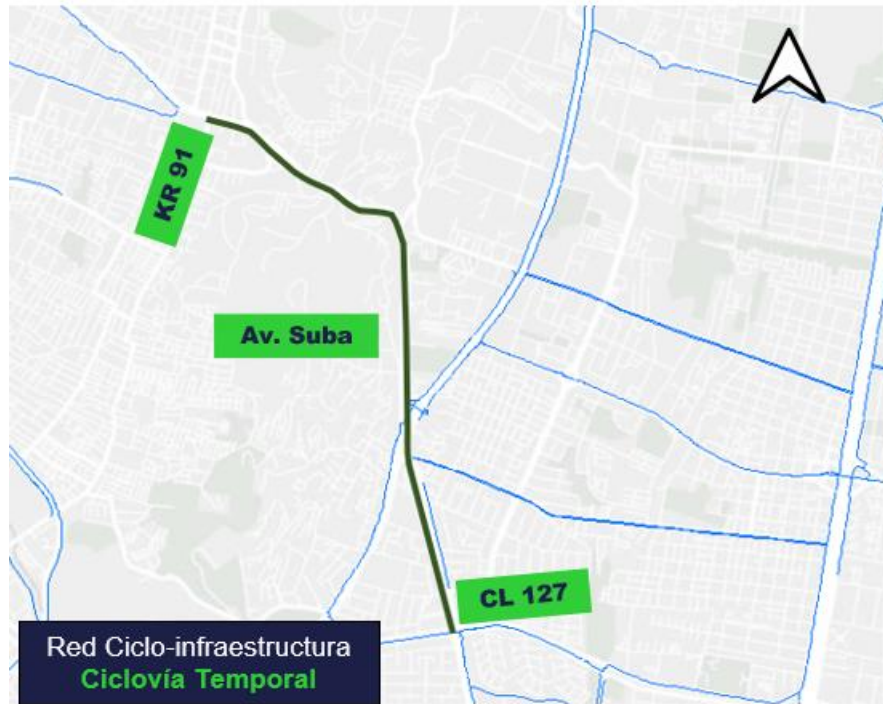 KR 91
Av. Suba
CL 127
Red Ciclo-infraestructura
Ciclovía Temporal